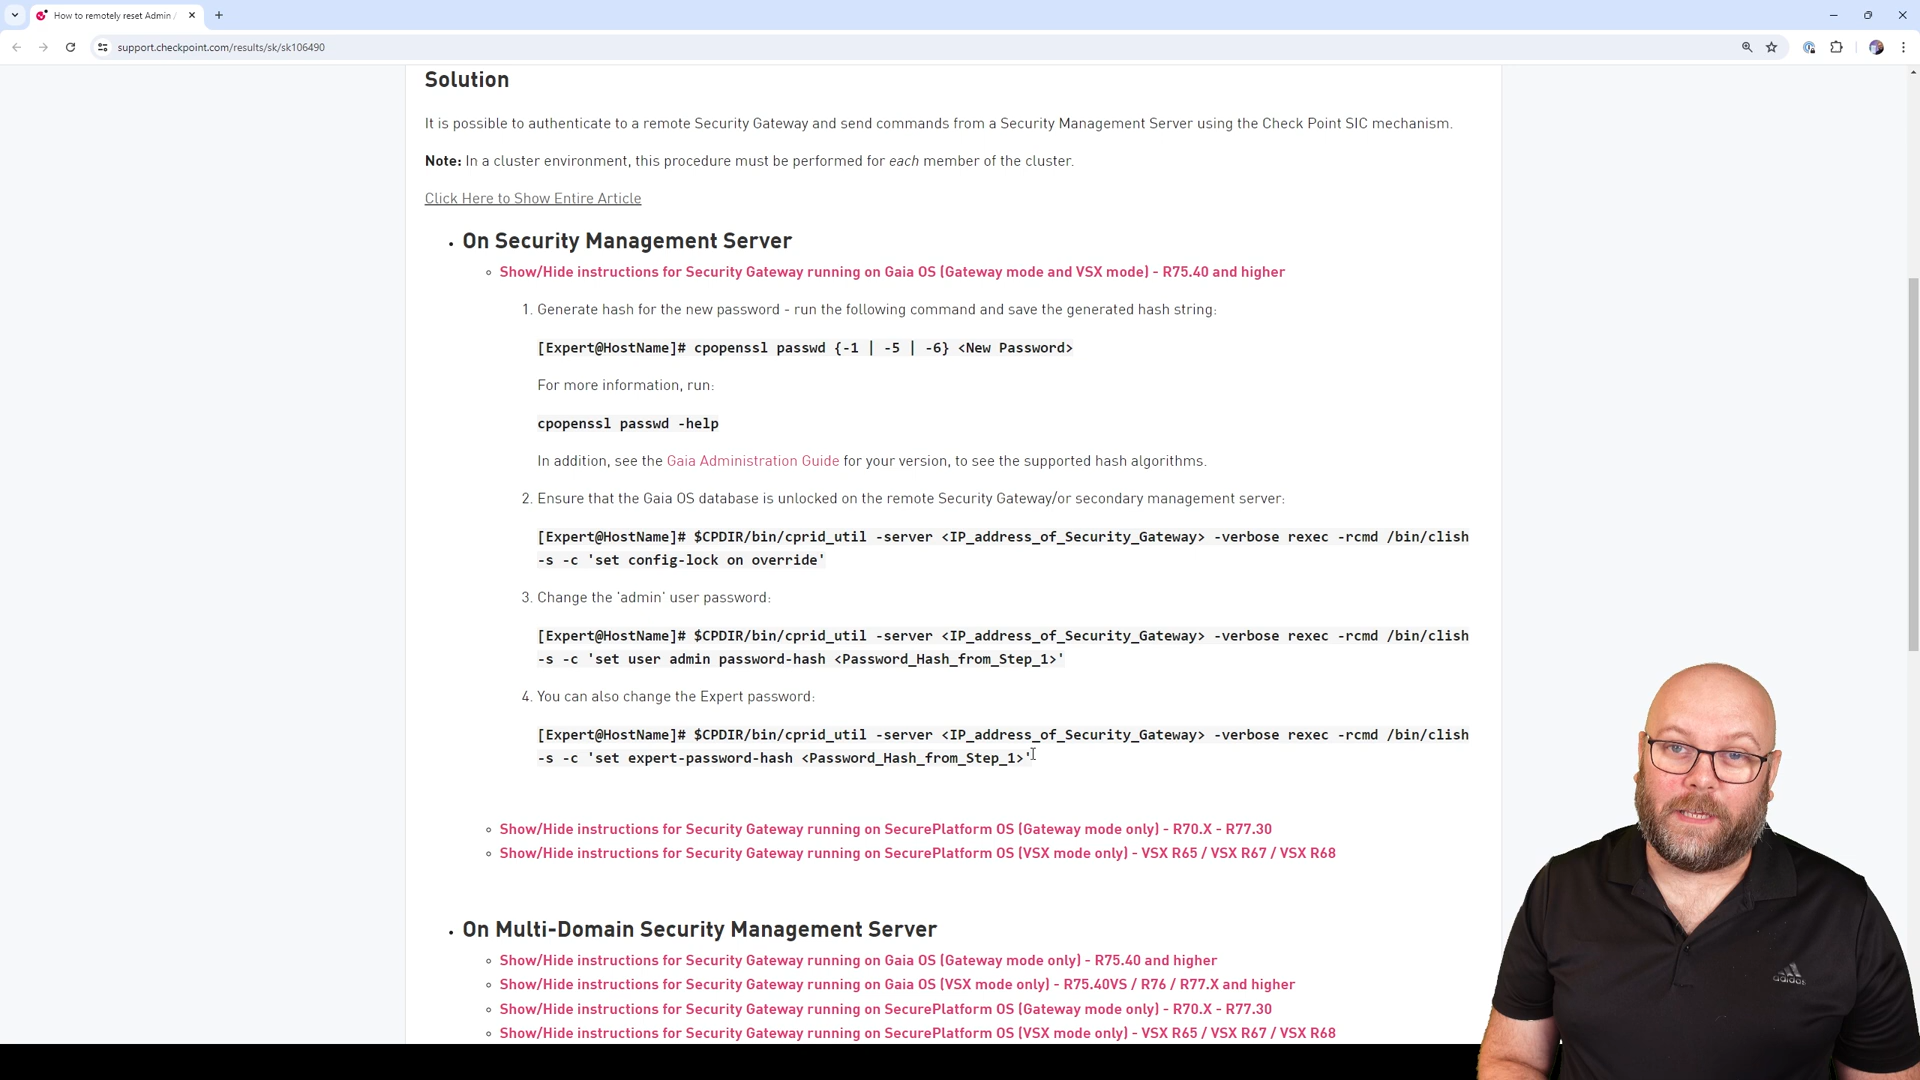 How to remotely reset Admin /
support.checkpoint.com/results/sk/sk106490
Solution
It is possible to authenticate to a remote Security Gateway and send commands from a Security Management Server using the Check Point SIC mechanism.
Note: In a cluster environment, this procedure must be performed for each member of the cluster.
Click Here to Show Entire Article
On Security Management Server
Show/Hide instructions for Security Gateway running on Gaia OS (Gateway mode and VSX mode) - R75.40 and higher
1. Generate hash for the new password - run the following command and save the generated hash string:
[Expert@HostName]# cpopenssl passwd {-1 | -5 | -6} <New Password>
For more information, run:
cpopenssl passwd -help
In addition, see the Gaia Administration Guide for your version, to see the supported hash algorithms.
2. Ensure that the Gaia OS database is unlocked on the remote Security Gateway/or secondary management server:
[Expert@HostName]# $CPDIR/bin/cprid_util -server <IP_address_of_Security_Gateway> -verbose rexec -rcmd /bin/clish
-s -c 'set config-lock on override'
3. Change the 'admin' user password:
[Expert@HostName]# $CPDIR/bin/cprid_util -server <IP_address_of_Security_Gateway> -verbose rexec -rcmd /bin/clish
-s -c 'set user admin password-hash <Password_Hash_from_Step_1>'
4. You can also change the Expert password:
[Expert@HostName]# $CPDIR/bin/cprid_util -server <IP_address_of_Security_Gateway> -verbose rexec -rcmd /bin/clish
-s -c 'set expert-password-hash <Password_Hash_from_Step_1>'
Show/Hide instructions for Security Gateway running on SecurePlatform OS (Gateway mode only) - R70.X - R77.30
Show/Hide instructions for Security Gateway running on SecurePlatform OS (VSX mode only) - VSX R65 / VSX R67 / VSX R68
On Multi-Domain Security Management Server
Show/Hide instructions for Security Gateway running on Gaia OS (Gateway mode only) - R75.40 and higher
Show/Hide instructions for Security Gateway running on Gaia OS (VSX mode only) - R75.40VS / R76 / R77.X and higher
Show/Hide instructions for Security Gateway running on SecurePlatform OS (Gateway mode only) - R70.X - R77.30
Show/Hide instructions for Security Gateway running on SecurePlatform OS (VSX mode only) - VSX R65 / VSX R67 / VSX R68
adidas